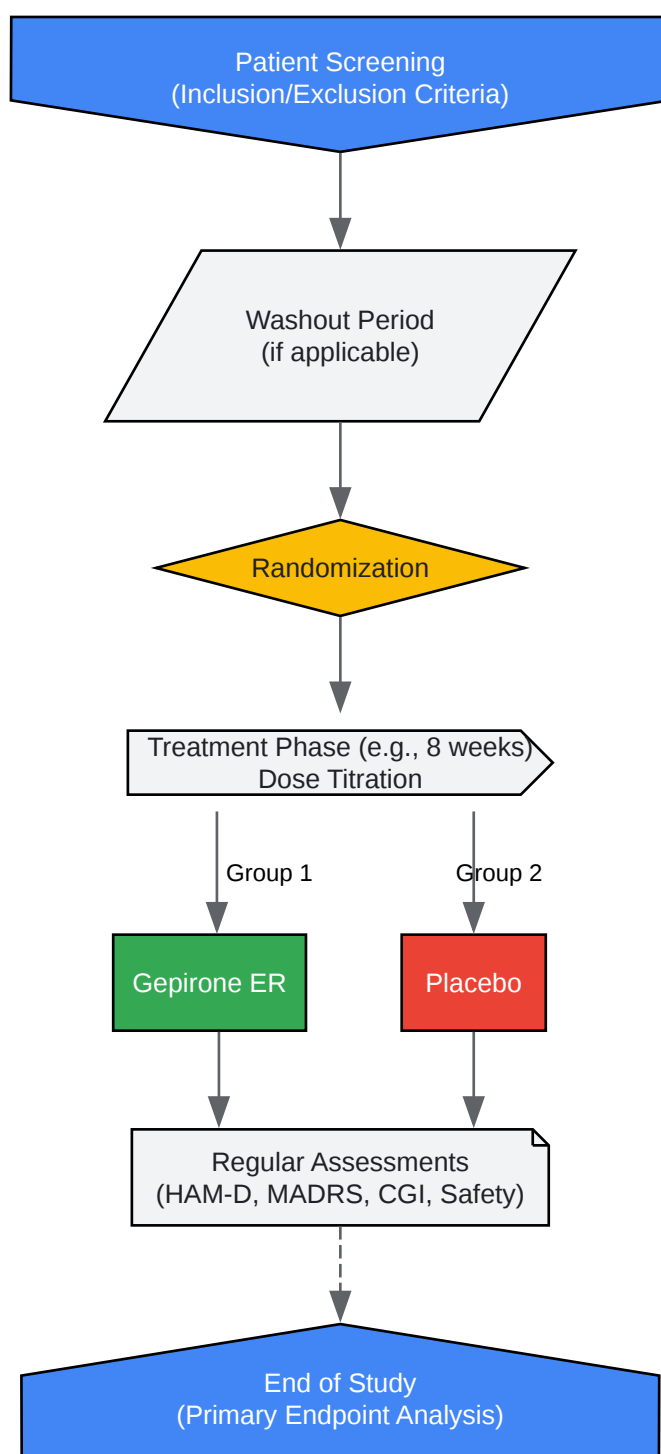 Patient Screening
(Inclusion/Exclusion Criteria)
Washout Period
(if applicable)
Randomization
Treatment Phase (e.g., 8 weeks)
Dose Titration
Group 1
Group 2
Gepirone ER
Placebo
Regular Assessments
(HAM-D, MADRS, CGI, Safety)
End of Study
(Primary Endpoint Analysis)